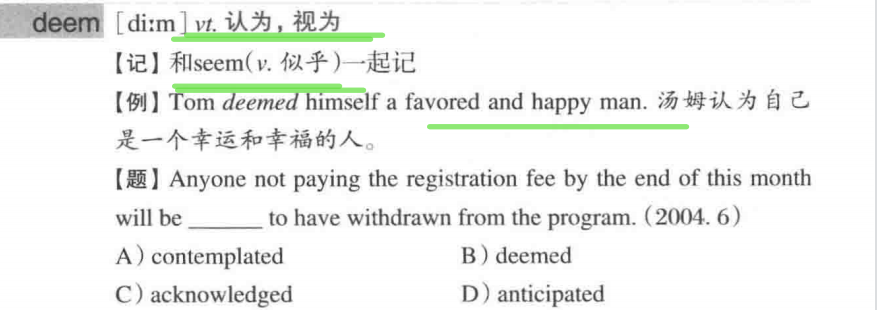 deem [diːm] vt. 认为，视为
【记】和seem(v. 似乎)一起记
【例】Tom deemed himself a favored and happy man. 汤姆认为自己
是一个幸运和幸福的人。
【题】Anyone not paying the registration fee by the end of this month
will be ______ to have withdrawn from the program. (2004. 6)
A) contemplated B) deemed
C) acknowledged D) anticipated